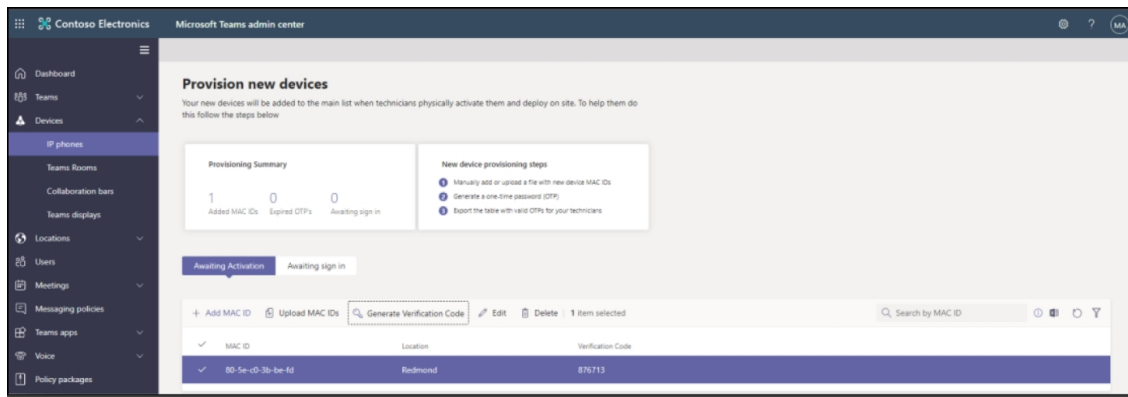 Contoso Electronics
Microsoft Teams admin center
?
MA
Dashboard
Teams
Devices
IP phones
Teams Rooms
Collaboration bars
Teams displays
Locations
Users
Meetings
Messaging policies
Teams apps
Voice
Policy packages
Provision new devices
Your new devices will be added to the main list when technicians physically activate them and deploy on site. To help them do
this follow the steps below
Provisioning Summary
1
Added MAC IDs
0
Expired OTP's
0
Awaiting sign in
New device provisioning steps
1 Manually add or upload a file with new device MAC IDs
2 Generate a one-time password (OTP)
3 Export the table with valid OTPs for your technicians
Awaiting Activation
Awaiting sign in
+ Add MAC ID
Upload MAC IDs
Generate Verification Code
Edit
Delete
1 item selected
Search by MAC ID
MAC ID
Location
Verification Code
80-5e-c0-3b-be-fd
Redmond
876713